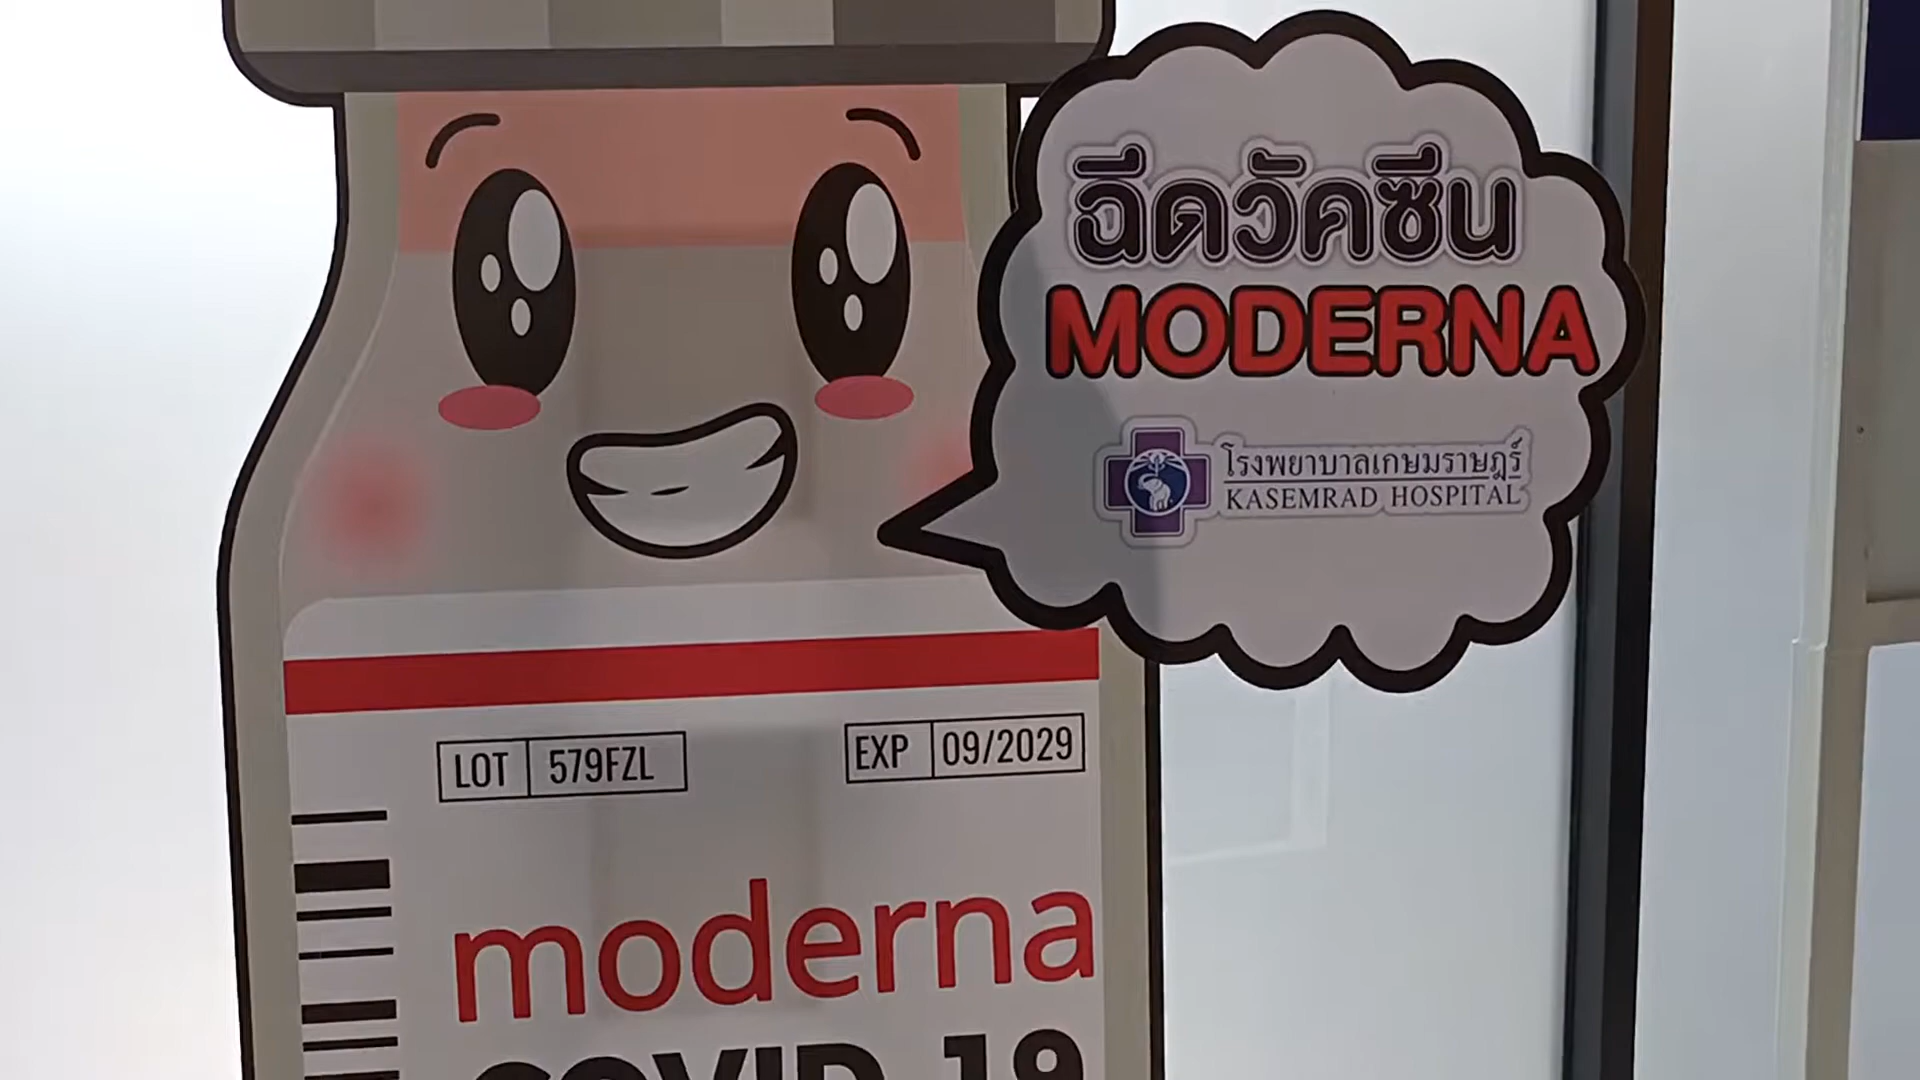 ฉีดวัคซีน
MODERNA
โรงพยาบาลเกษมราษฎร์
KASEMRAD HOSPITAL
LOT 579FZL
EXP 09/2029
moderna
COVID-19